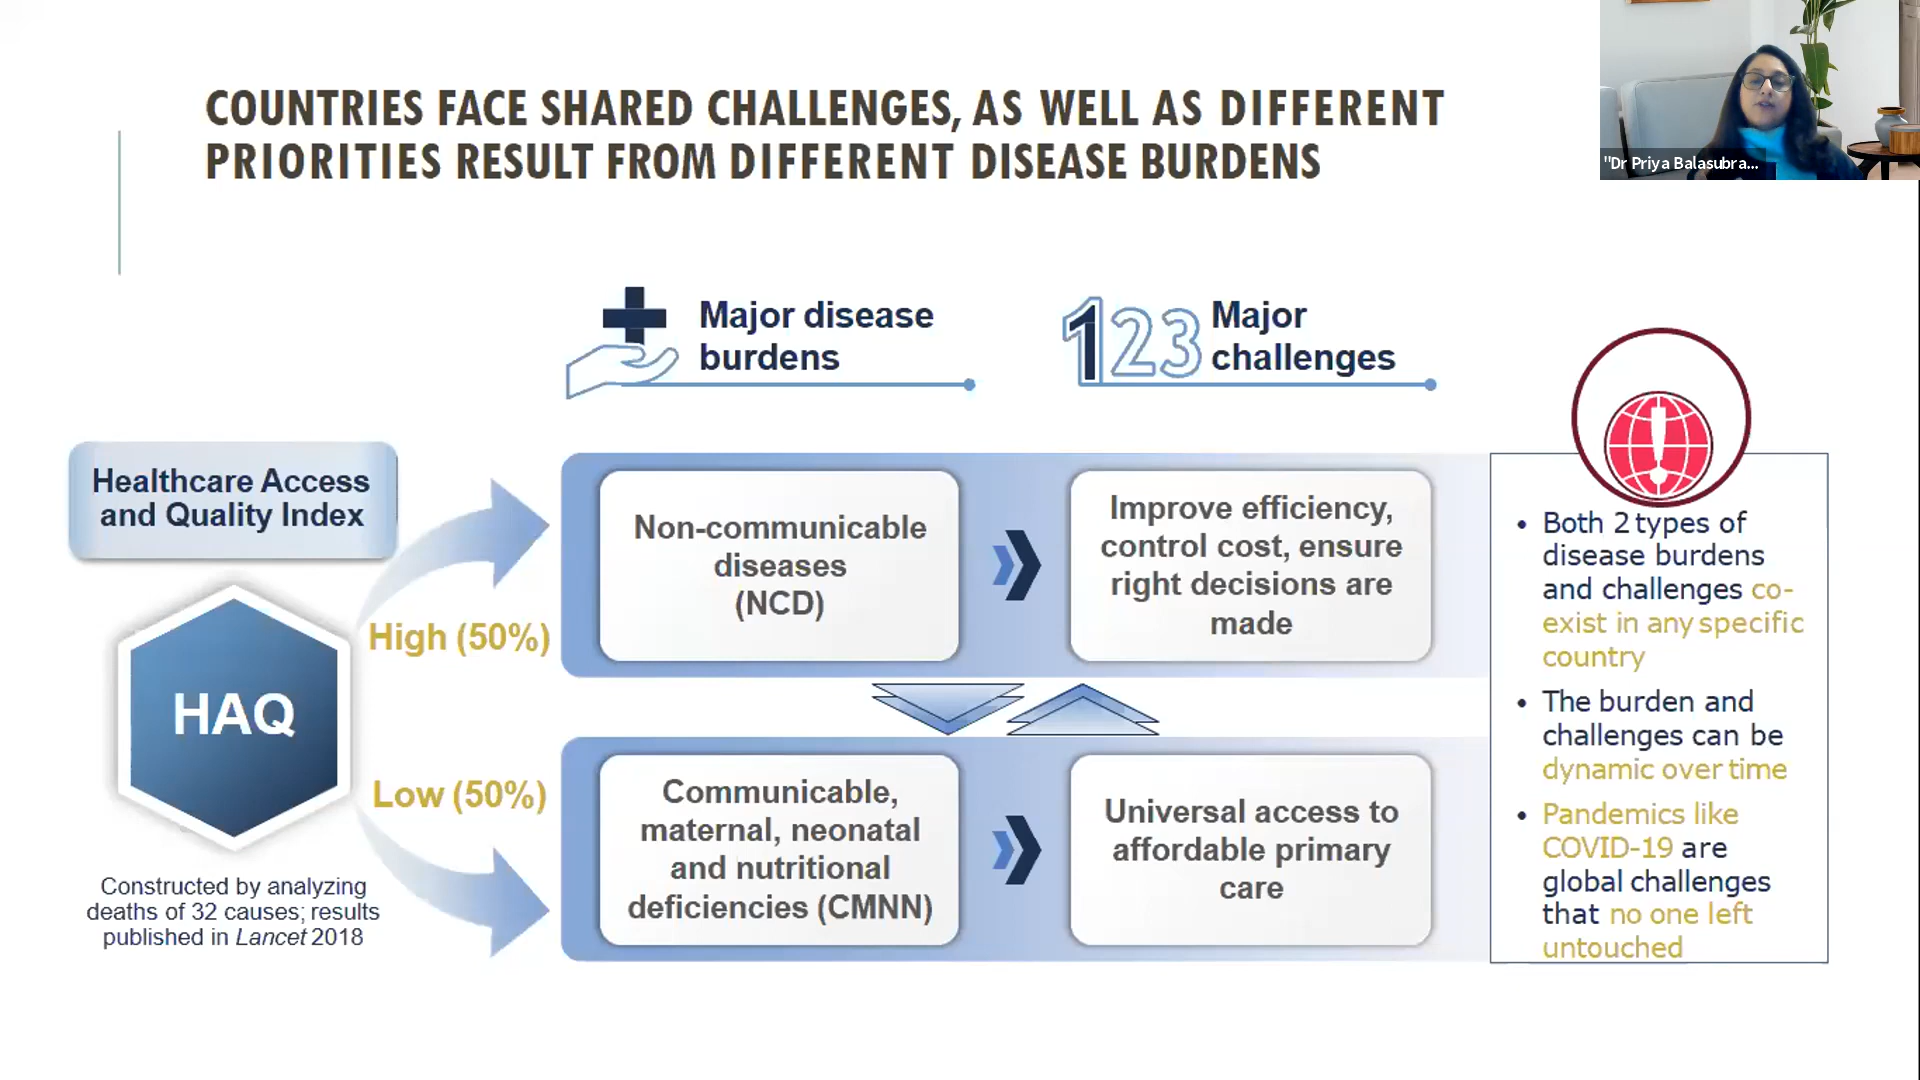 COUNTRIES FACE SHARED CHALLENGES, AS WELL AS DIFFERENT
PRIORITIES RESULT FROM DIFFERENT DISEASE BURDENS
"Dr Priya Balasubra...
Major disease
burdens
123
Major
challenges
Healthcare Access
and Quality Index
HAQ
High (50%)
Low (50%)
Constructed by analyzing
deaths of 32 causes; results
published in Lancet 2018
Non-communicable
diseases
(NCD)
Improve efficiency,
control cost, ensure
right decisions are
made
Communicable,
maternal, neonatal
and nutritional
deficiencies (CMNN)
Universal access to
affordable primary
care
• Both 2 types of
disease burdens
and challenges co-
exist in any specific
country
• The burden and
challenges can be
dynamic over time
• Pandemics like
COVID-19 are
global challenges
that no one left
untouched